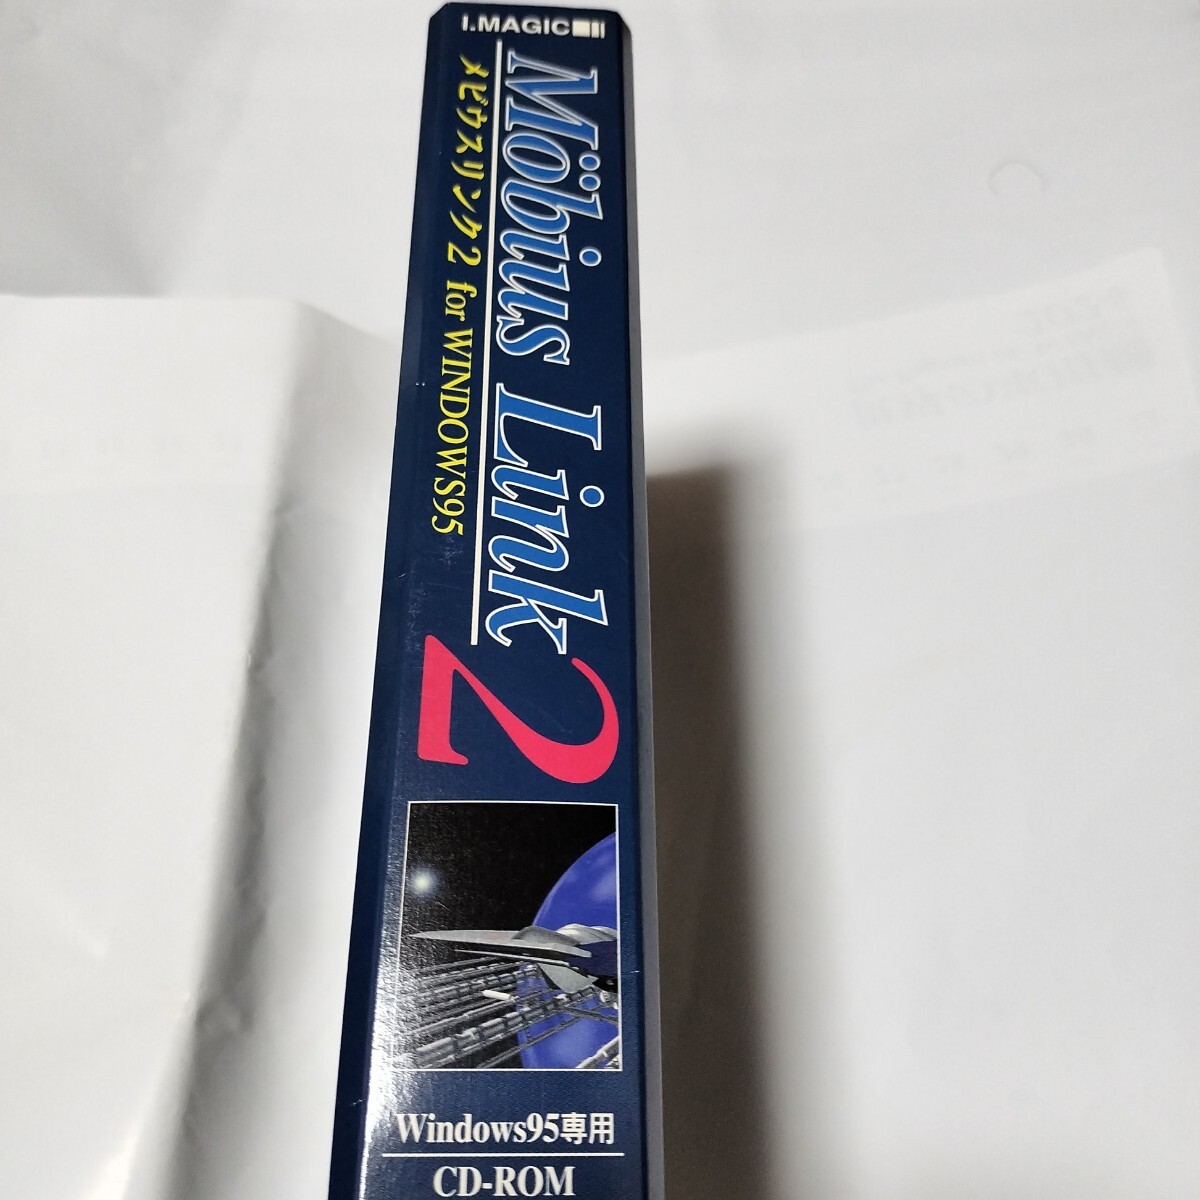 I.MAGIC
Möbius Link 2
メビウスリンク2 for WINDOWS95
Windows95専用
CD-ROM